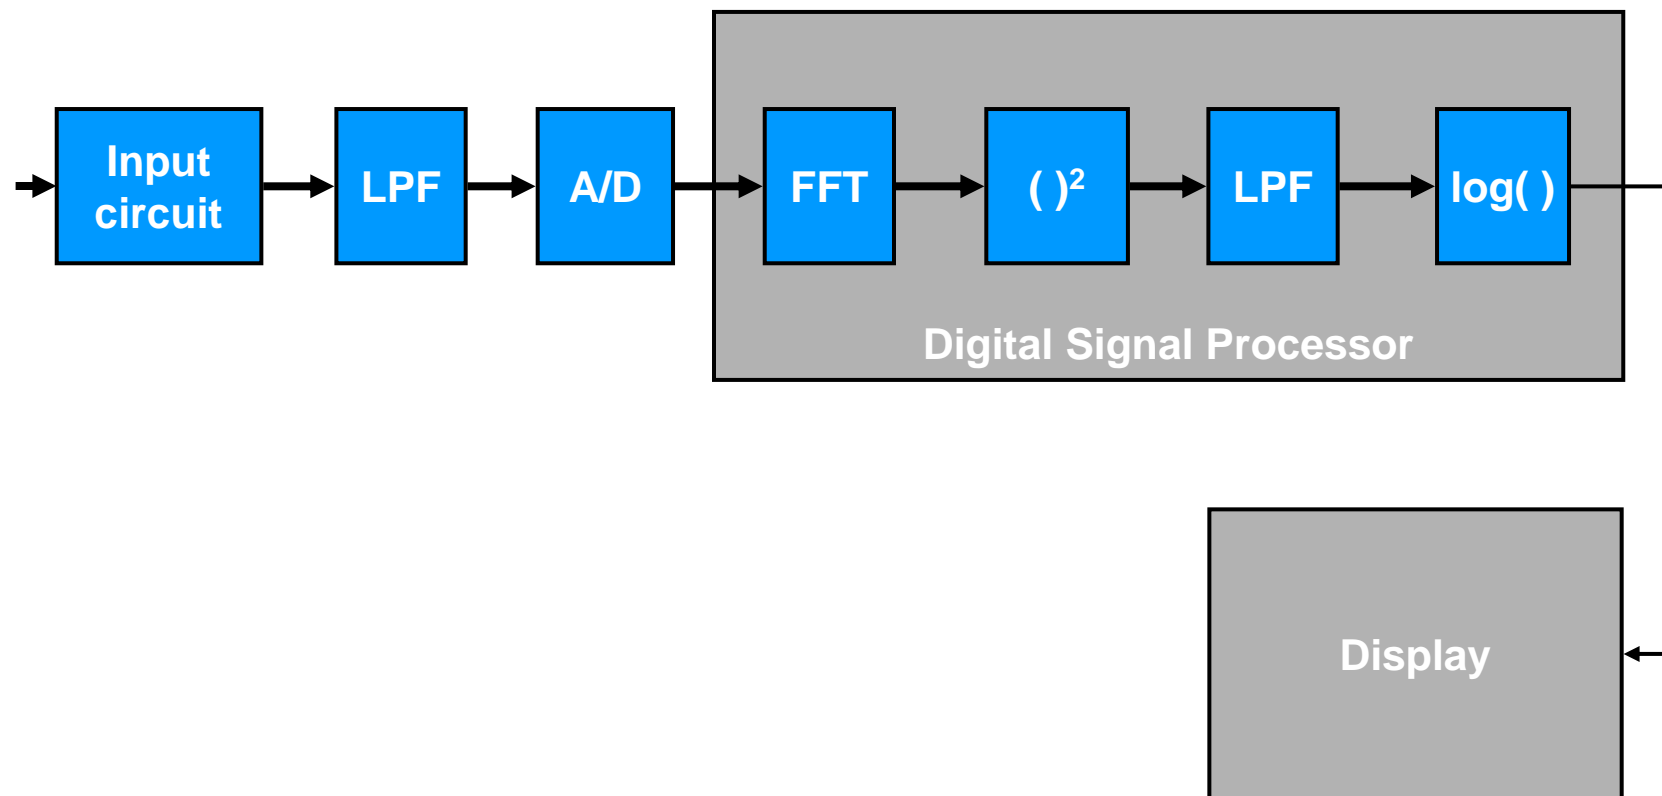 Input
circuit
LPF
A/D
FFT
( )²
LPF
log( )
Digital Signal Processor
Display